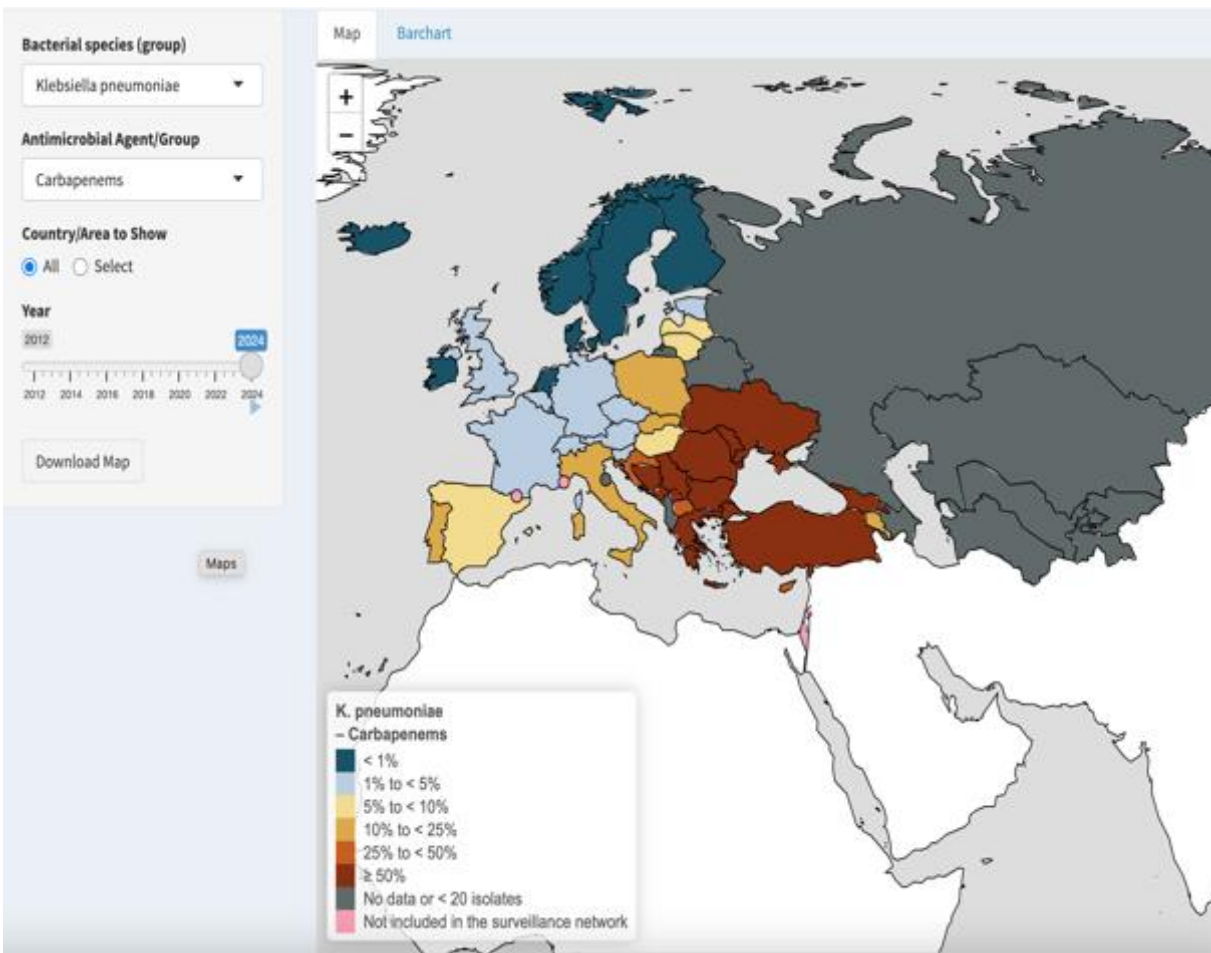 Bacterial species (group)
Klebsiella pneumoniae
Antimicrobial Agent/Group
Carbapenems
Country/Area to Show
All Select
Year
2012 2024
2012 2014 2016 2018 2020 2022 2024
Download Map
Maps
Map Barchart
+
−
K. pneumoniae
– Carbapenems
< 1%
1% to < 5%
5% to < 10%
10% to < 25%
25% to < 50%
≥ 50%
No data or < 20 isolates
Not included in the surveillance network